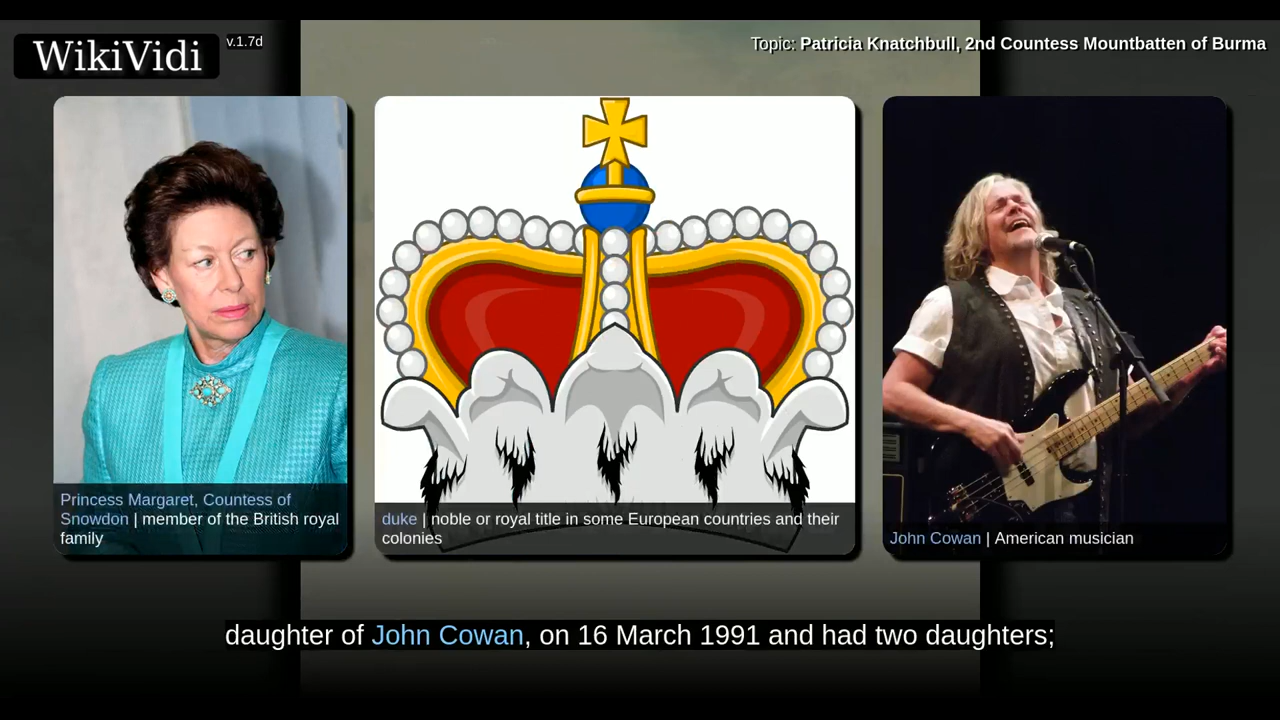 WikiVidi
v.1.7d
Topic: Patricia Knatchbull, 2nd Countess Mountbatten of Burma
Princess Margaret, Countess of
Snowdon | member of the British royal
family
duke | noble or royal title in some European countries and their
colonies
John Cowan | American musician
daughter of John Cowan, on 16 March 1991 and had two daughters;